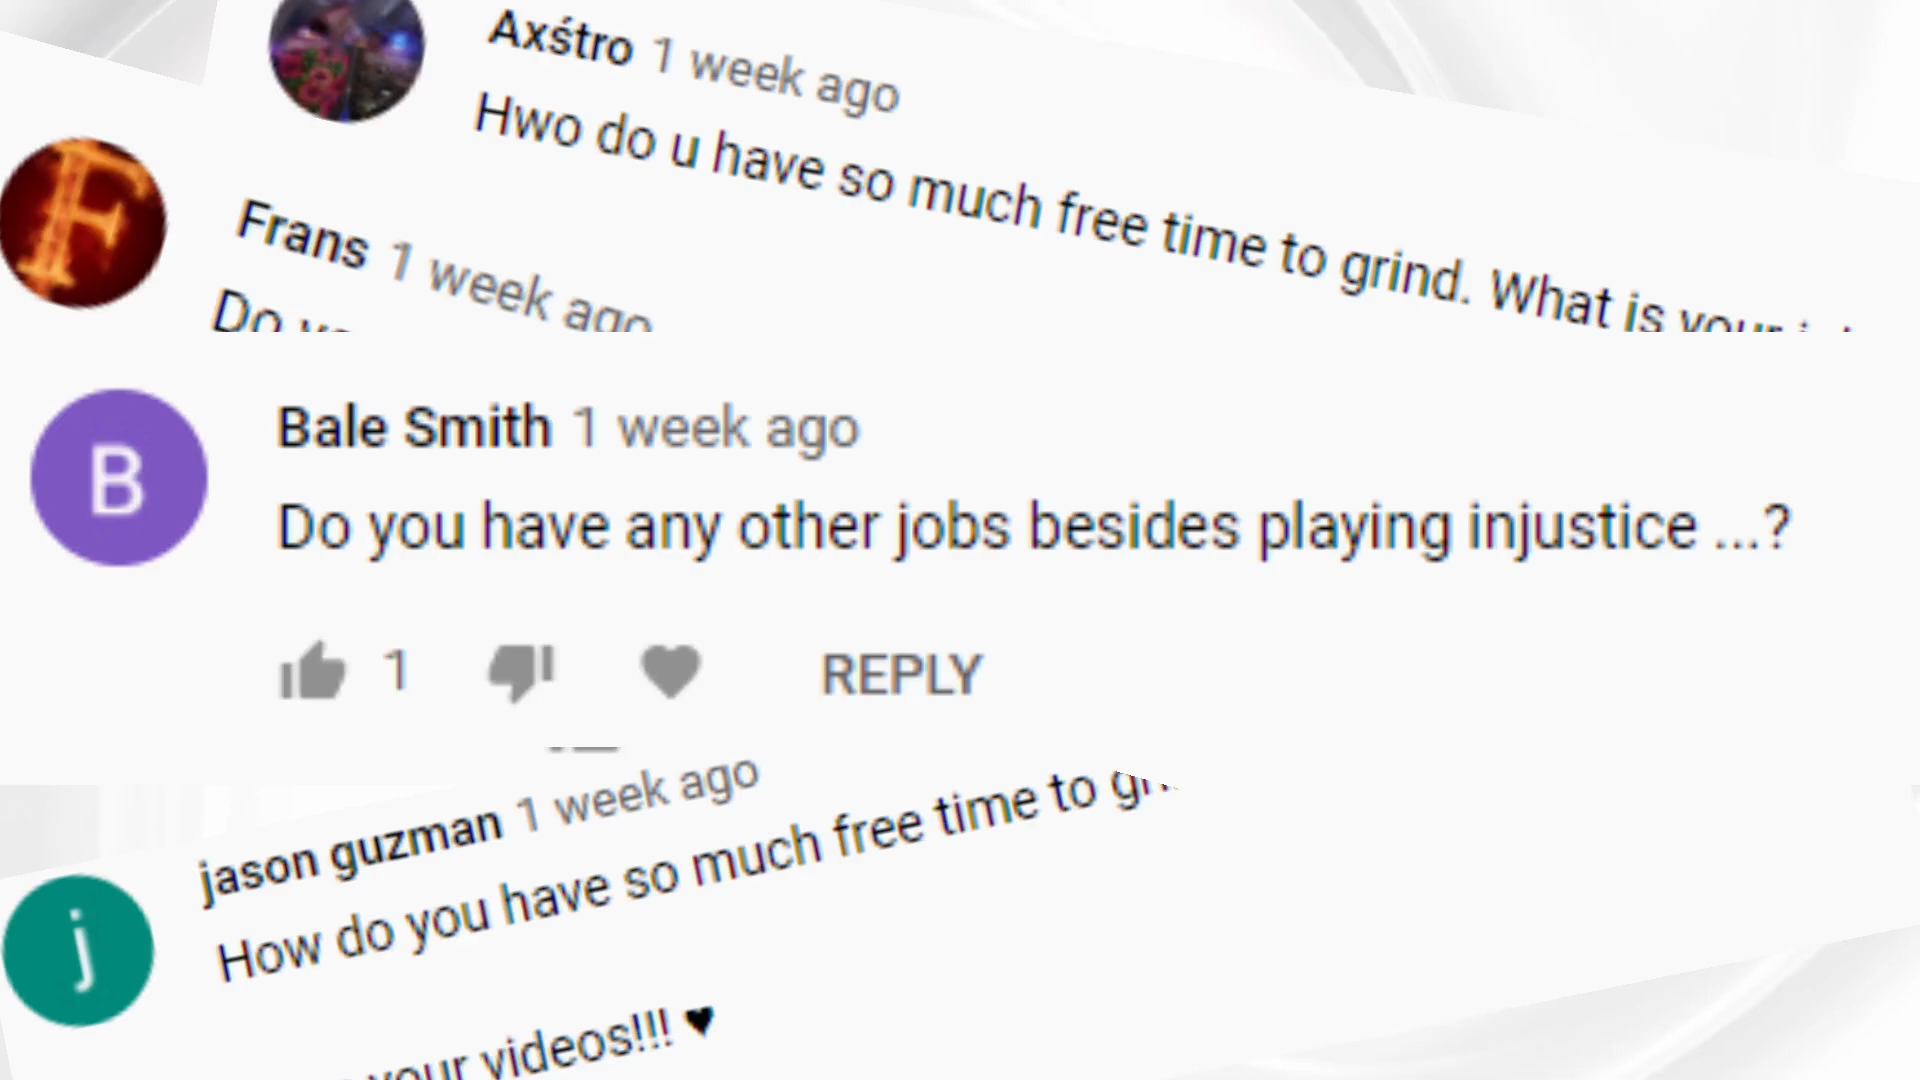 Axśtro 1 week ago
Hwo do u have so much free time to grind. What is your
F
Frans 1 week ago
Do
B
Bale Smith 1 week ago
Do you have any other jobs besides playing injustice ...?
1
REPLY
j
jason guzman 1 week ago
How do you have so much free time to
your videos!!! ♥